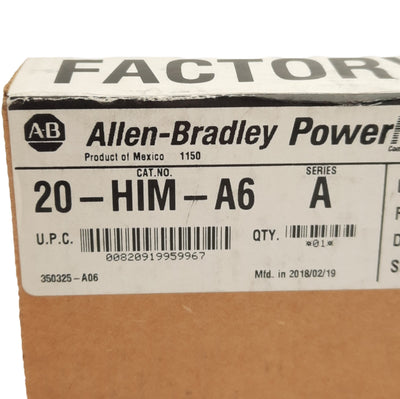 FACTORY
AB Allen-Bradley Power
Product of Mexico 1150
CAT.NO. SERIES
20-HIM-A6 A
U.P.C. QTY.
00820919959967 *01*
350325-A06 Mfd. in 2018/02/19